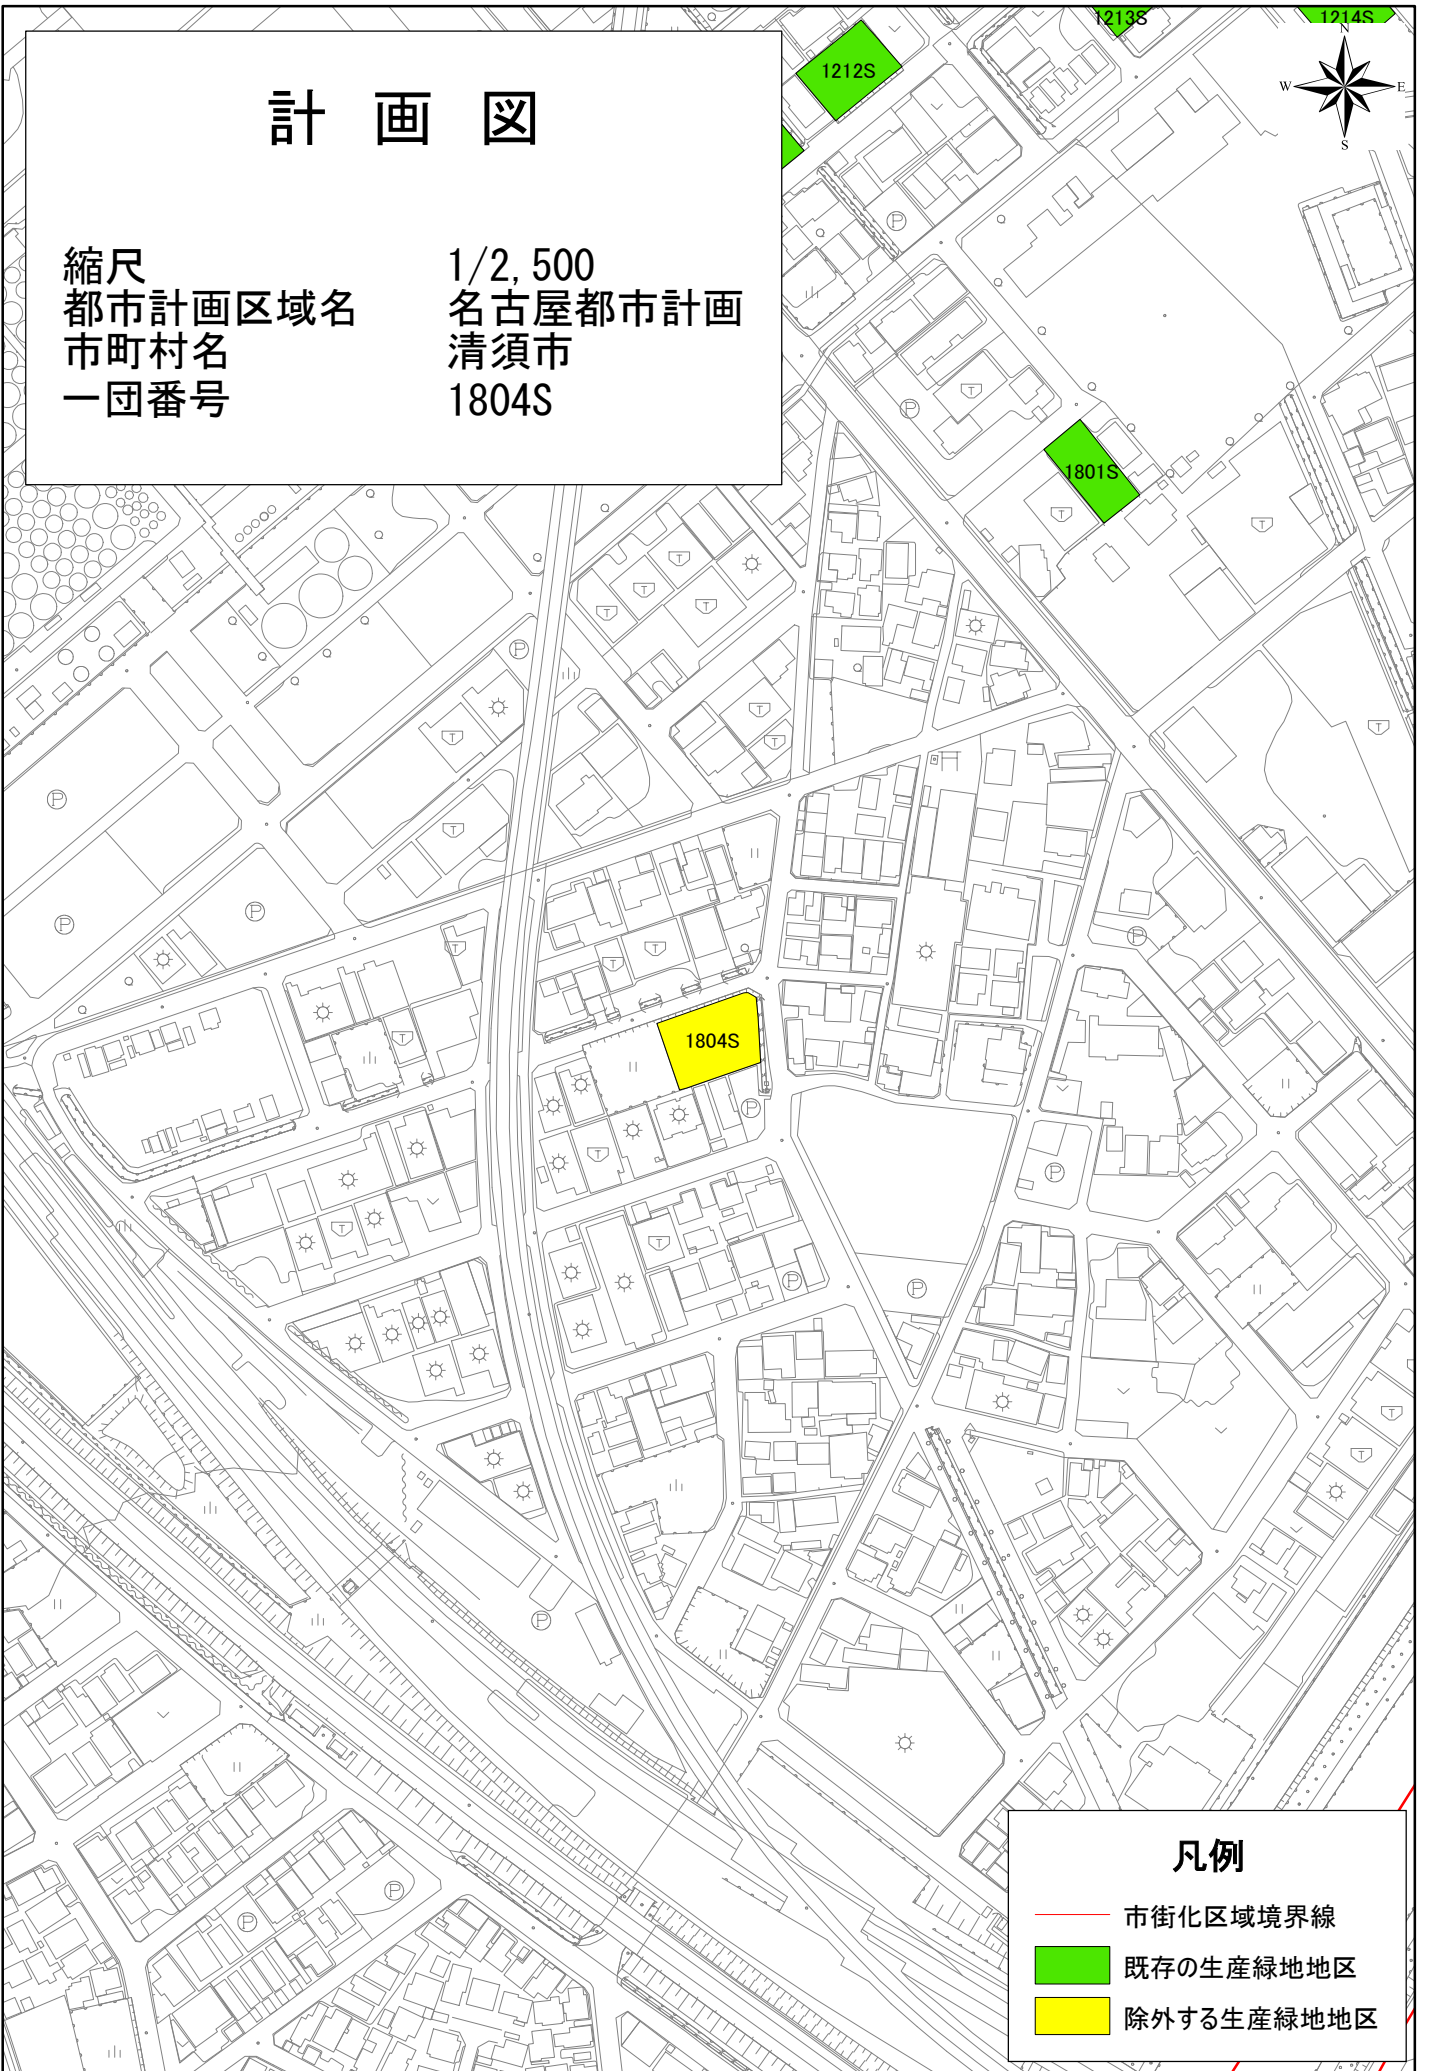 1213S
1214S
1212S
N
W
E
S
計画図
縮尺 1/2,500
都市計画区域名 名古屋都市計画
市町村名 清須市
一団番号 1804S
1801S
1804S
凡例
市街化区域境界線
既存の生産緑地地区
除外する生産緑地地区